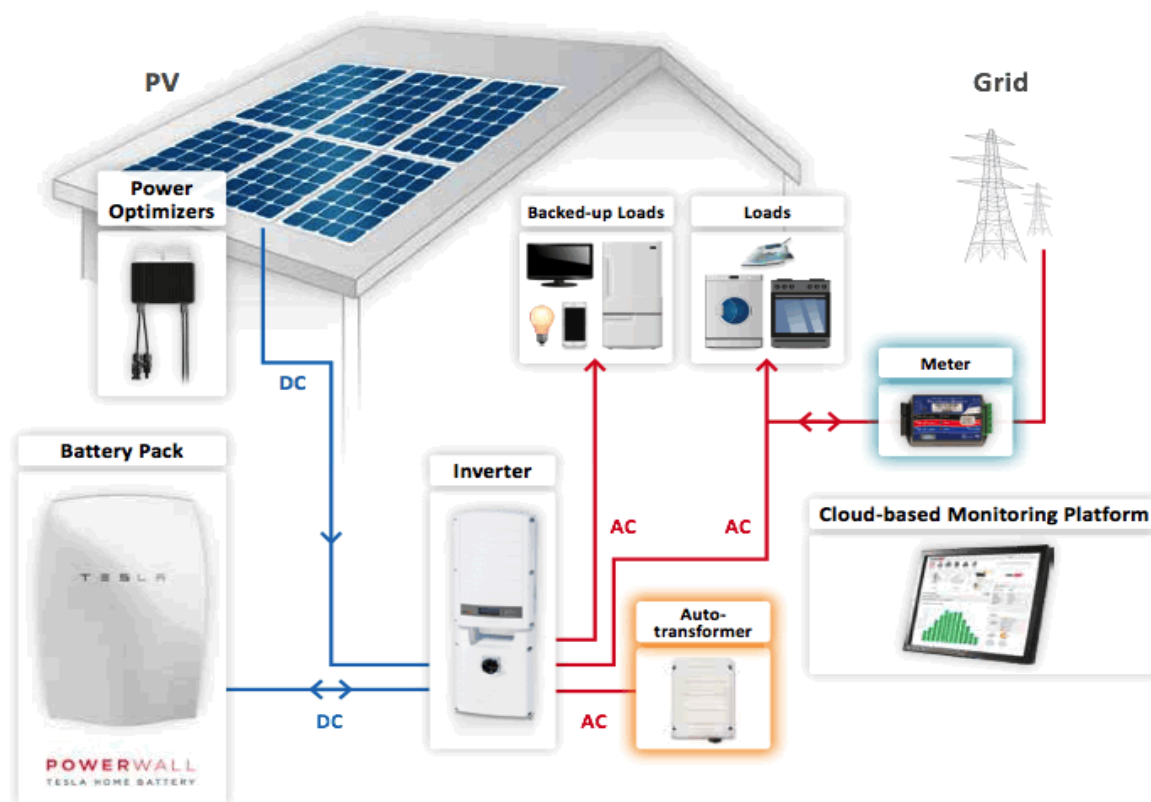 PV
Grid
Power
Optimizers
Backed-up Loads
Loads
DC
Meter
Battery Pack
Inverter
TESLA
AC
AC
Cloud-based Monitoring Platform
Auto-
transformer
DC
AC
POWERWALL
TESLA HOME BATTERY